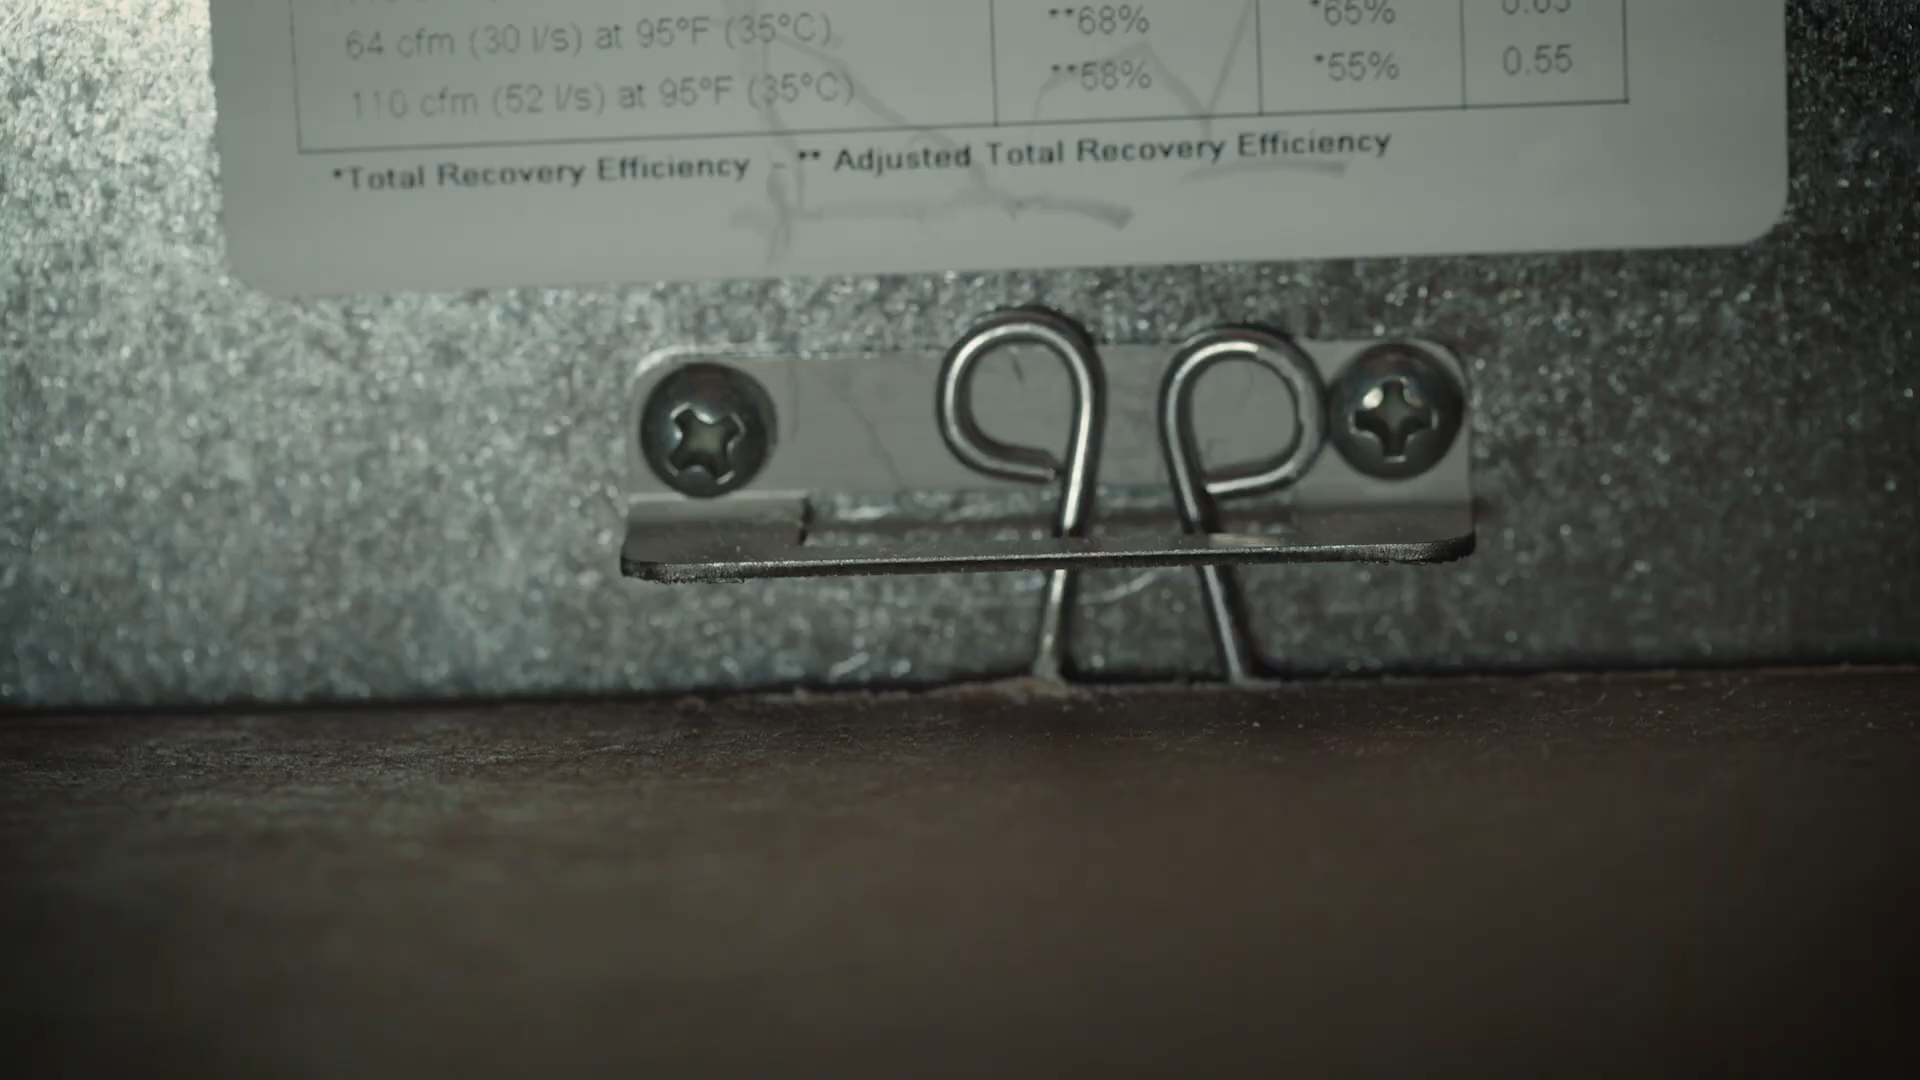 64 cfm (30 l/s) at 95°F (35°C) **68% *65%
110 cfm (52 l/s) at 95°F (35°C) **58% *55% 0.55
*Total Recovery Efficiency - ** Adjusted Total Recovery Efficiency